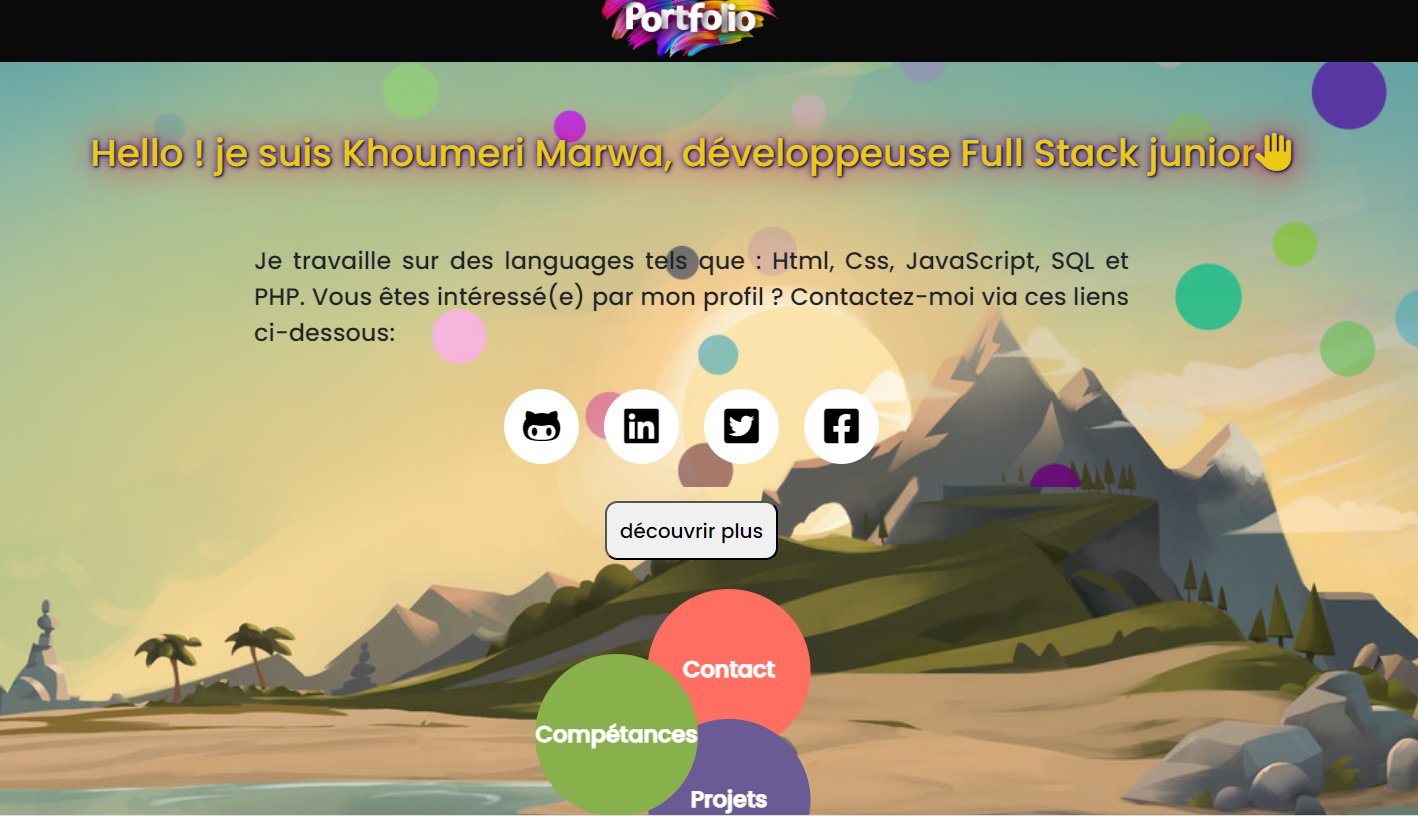 Portfolio
Hello ! je suis Khoumeri Marwa, développeuse Full Stack junior
Je travaille sur des languages tels que : Html, Css, JavaScript, SQL et
PHP. Vous êtes intéressé(e) par mon profil ? Contactez-moi via ces liens
ci-dessous:
découvrir plus
Contact
Compétances
Projets